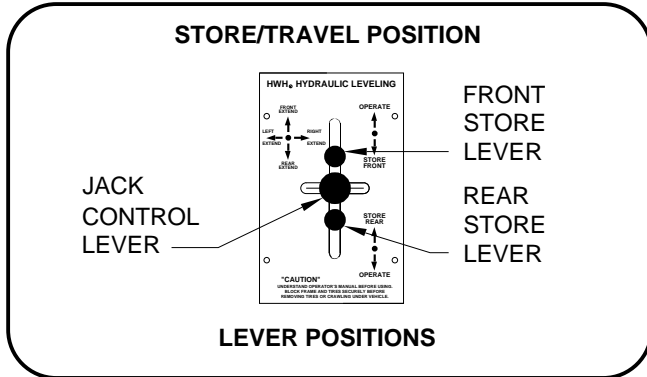 STORE/TRAVEL POSITION
HWH® HYDRAULIC LEVELING
FRONT
EXTEND
OPERATE
LEFT
RIGHT
EXTEND
EXTEND
REAR
EXTEND
STORE
FRONT
FRONT
STORE
LEVER
JACK
CONTROL
LEVER
STORE
REAR
OPERATE
REAR
STORE
LEVER
"CAUTION"
UNDERSTAND OPERATOR'S MANUAL BEFORE USING.
BLOCK FRAME AND TIRES SECURELY BEFORE
REMOVING TIRES OR CRAWLING UNDER VEHICLE.
LEVER POSITIONS